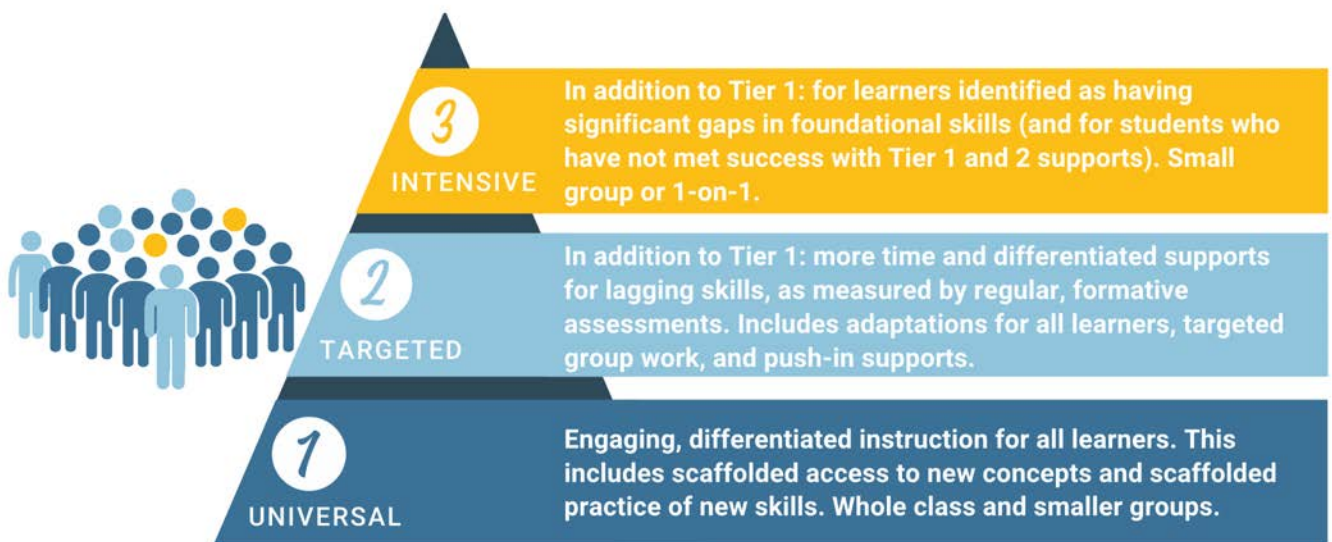 3
INTENSIVE
In addition to Tier 1: for learners identified as having
significant gaps in foundational skills (and for students who
have not met success with Tier 1 and 2 supports). Small
group or 1-on-1.
2
TARGETED
In addition to Tier 1: more time and differentiated supports
for lagging skills, as measured by regular, formative
assessments. Includes adaptations for all learners, targeted
group work, and push-in supports.
1
UNIVERSAL
Engaging, differentiated instruction for all learners. This
includes scaffolded access to new concepts and scaffolded
practice of new skills. Whole class and smaller groups.